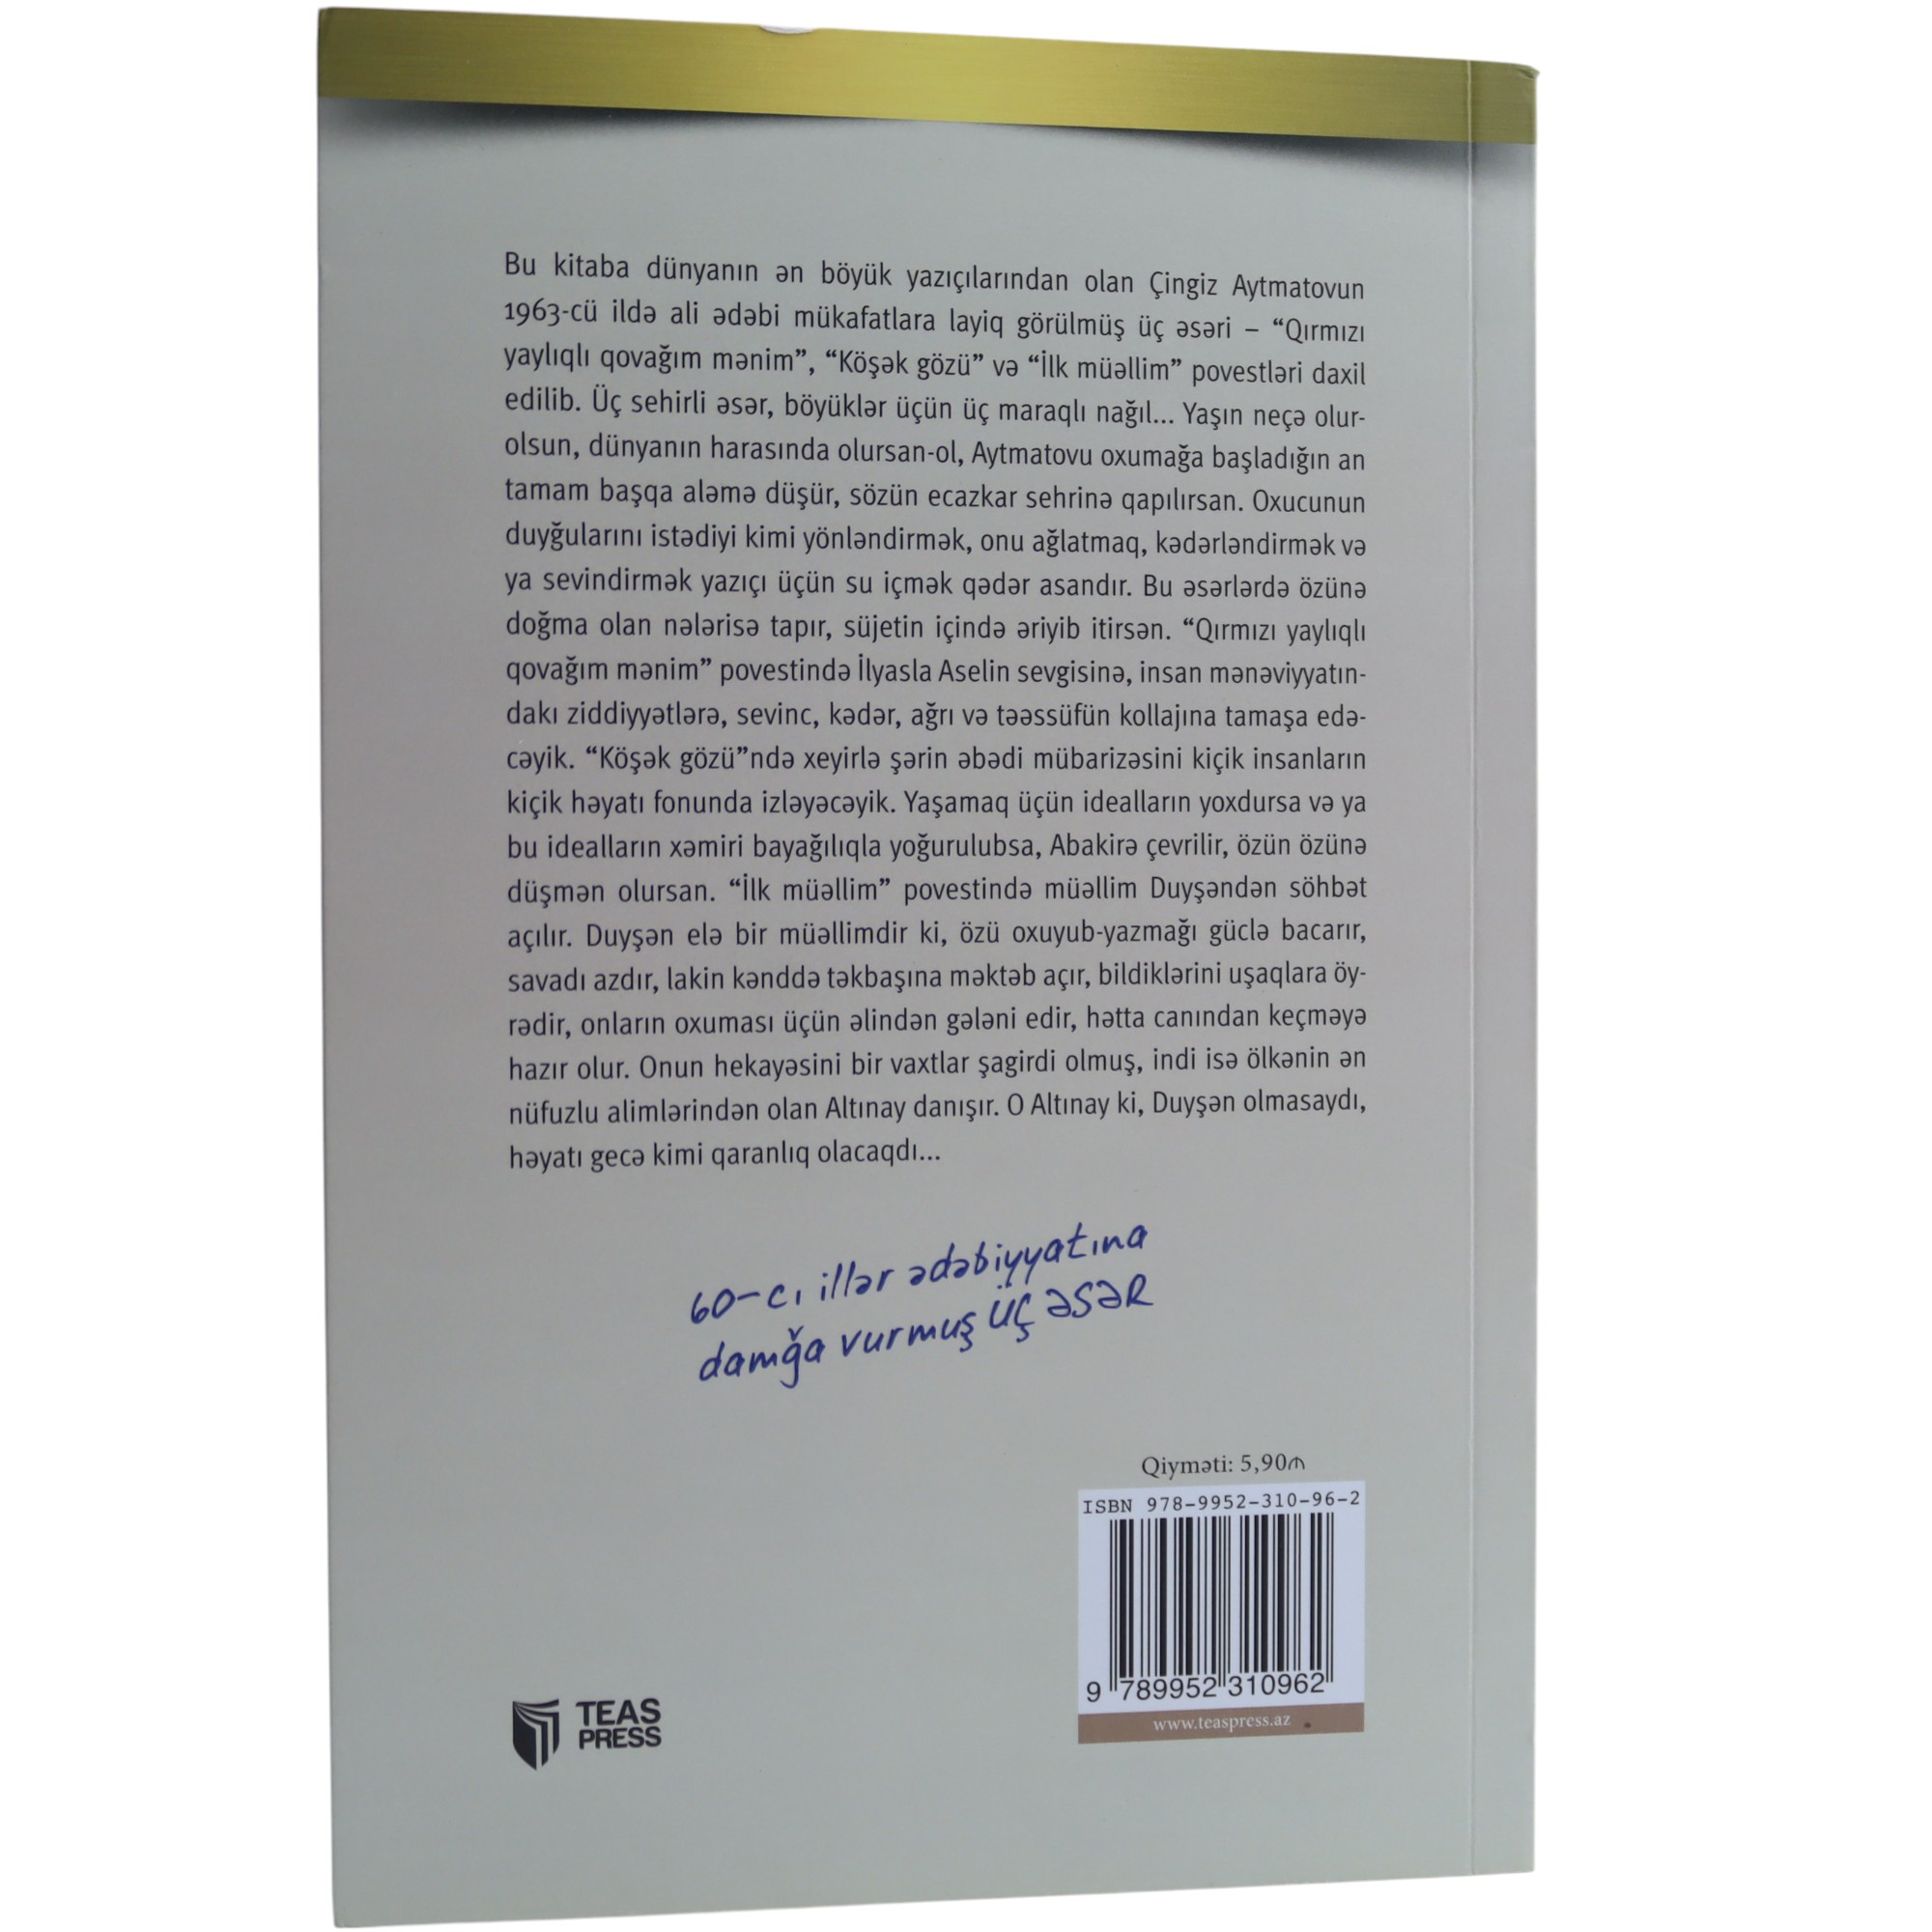 Bu kitaba dünyanın ən böyük yazıçılarından olan Çingiz Aytmatovun
1963-cü ildə ali ədəbi mükafatlara layiq görülmüş üç əsəri – “Qırmızı
yaylıqlı qovağım mənim”, “Köşək gözü” və “İlk müəllim” povestləri daxil
edilib. Üç sehirli əsər, böyüklər üçün üç maraqlı nağıl... Yaşın neçə olur-
olsun, dünyanın harasında olursan-ol, Aytmatovu oxumağa başladığın an
tamam başqa aləmə düşür, sözün ecazkar sehrinə qapılırsan. Oxucunun
duyğularını istədiyi kimi yönləndirmək, onu ağlatmaq, kədərləndirmək və
ya sevindirmək yazıçı üçün su içmək qədər asandır. Bu əsərlərdə özünə
doğma olan nələrisə tapır, süjetin içində əriyib itirsən. “Qırmızı yaylıqlı
qovağım mənim” povestində İlyasla Aselin sevgisinə, insan mənəviyyatın-
dakı ziddiyyətlərə, sevinc, kədər, ağrı və təəssüfün kollajına tamaşa edə-
cəyik. “Köşək gözü”ndə xeyirlə şərin əbədi mübarizəsini kiçik insanların
kiçik həyatı fonunda izləyəcəyik. Yaşamaq üçün idealların yoxdursa və ya
bu idealların xəmiri bayağılıqla yoğurulubsa, Abakirə çevrilir, özün özünə
düşmən olursan. “İlk müəllim” povestində müəllim Duyşəndən söhbət
açılır. Duyşən elə bir müəllimdir ki, özü oxuyub-yazmağı güclə bacarır,
savadı azdır, lakin kənddə təkbaşına məktəb açır, bildiklərini uşaqlara öy-
rədir, onların oxuması üçün əlindən gələni edir, hətta canından keçməyə
hazır olur. Onun hekayəsini bir vaxtlar şagirdi olmuş, indi isə ölkənin ən
nüfuzlu alimlərindən olan Altınay danışır. O Altınay ki, Duyşən olmasaydı,
həyatı gecə kimi qaranlıq olacaqdı...
60-cı illər ədəbiyyatına
damğa vurmuş ÜÇ ƏSƏR
Qiyməti: 5,90₼
ISBN 978-9952-310-96-2
9 789952 310962
www.teaspress.az
TEAS
PRESS